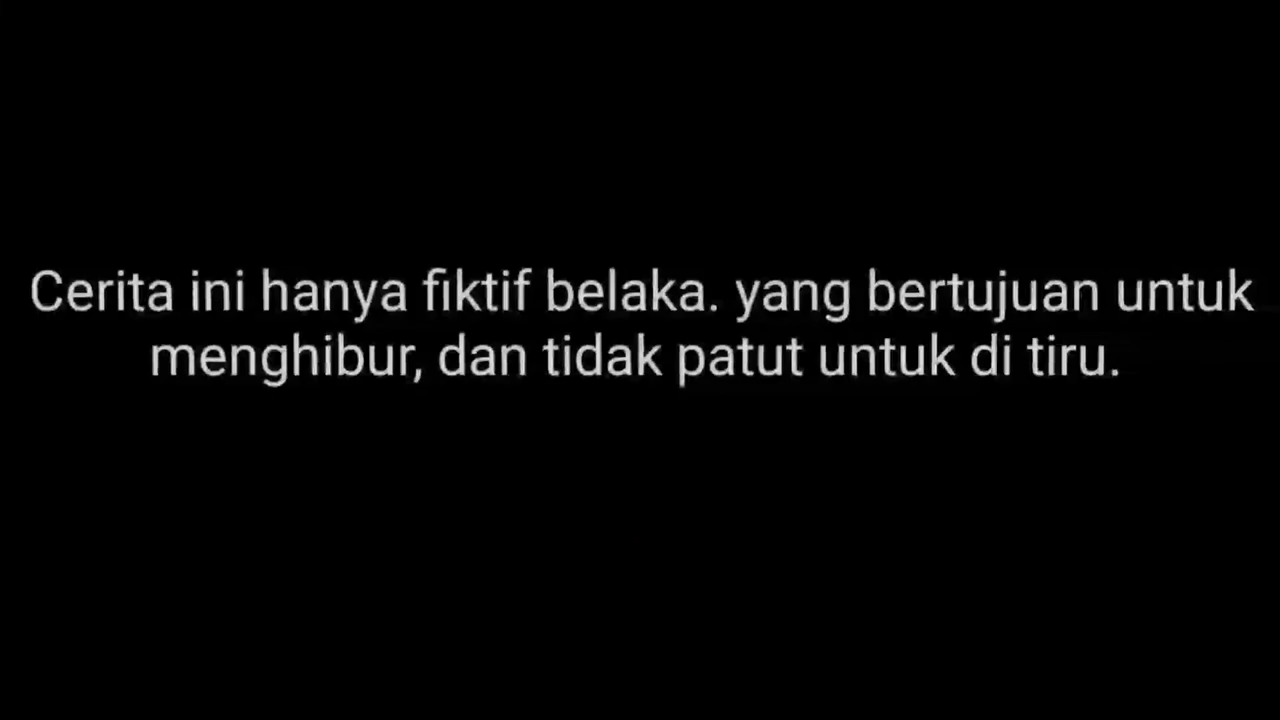 Cerita ini hanya fiktif belaka. yang bertujuan untuk
menghibur, dan tidak patut untuk di tiru.